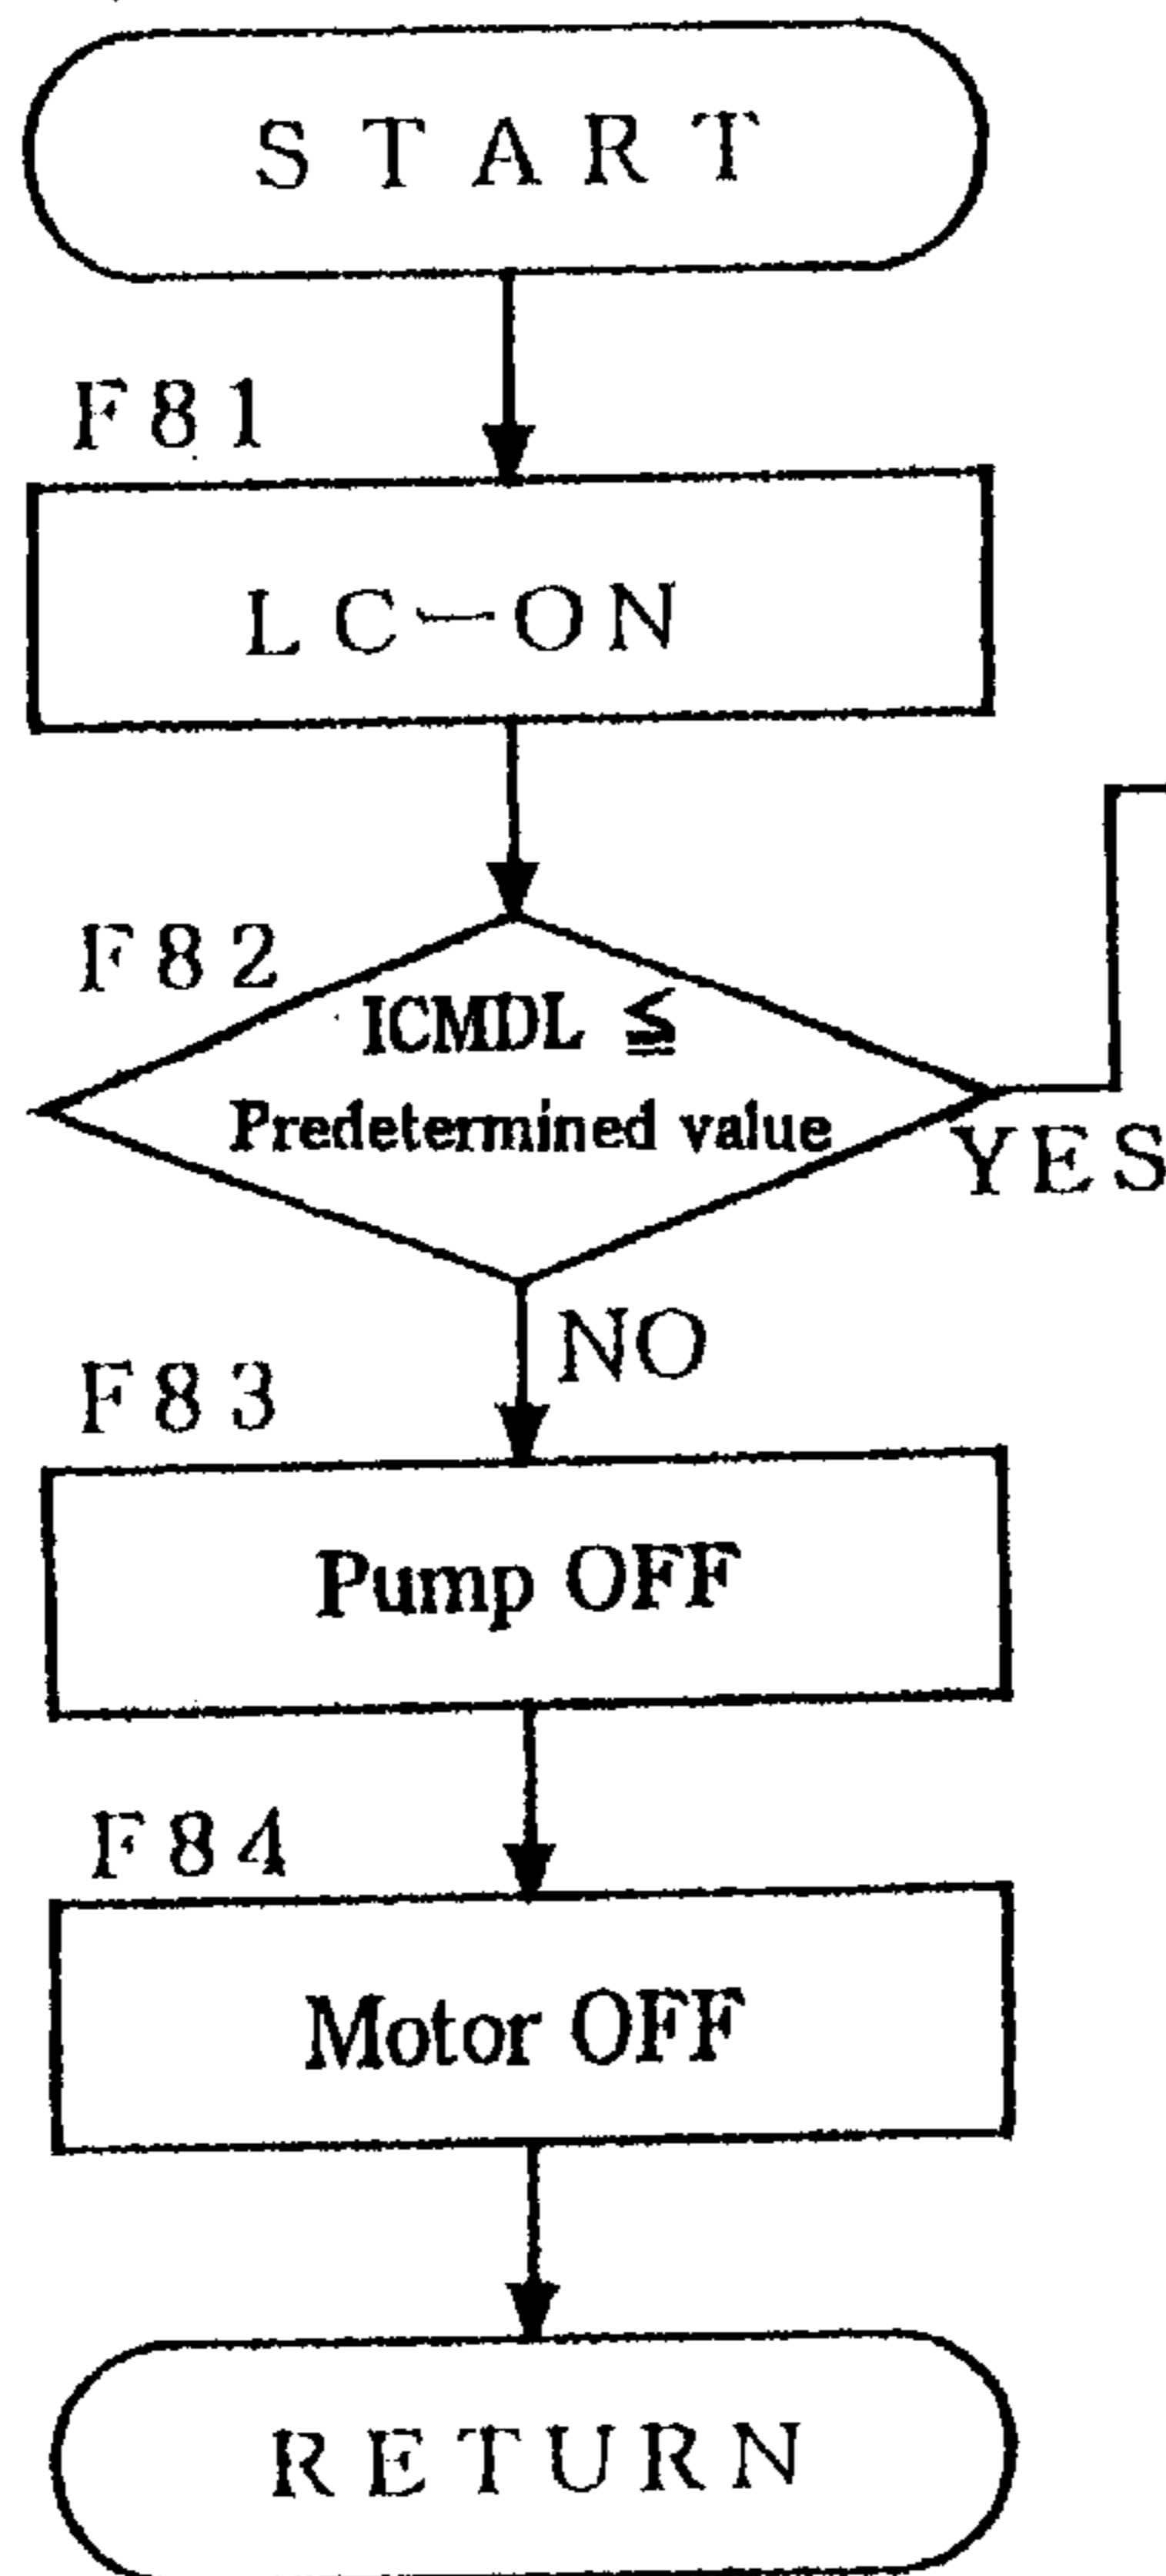 START
F81
LC-ON
F82
ICMDL ≦
Predetermined value
YES
NO
F83
Pump OFF
F84
Motor OFF
RETURN